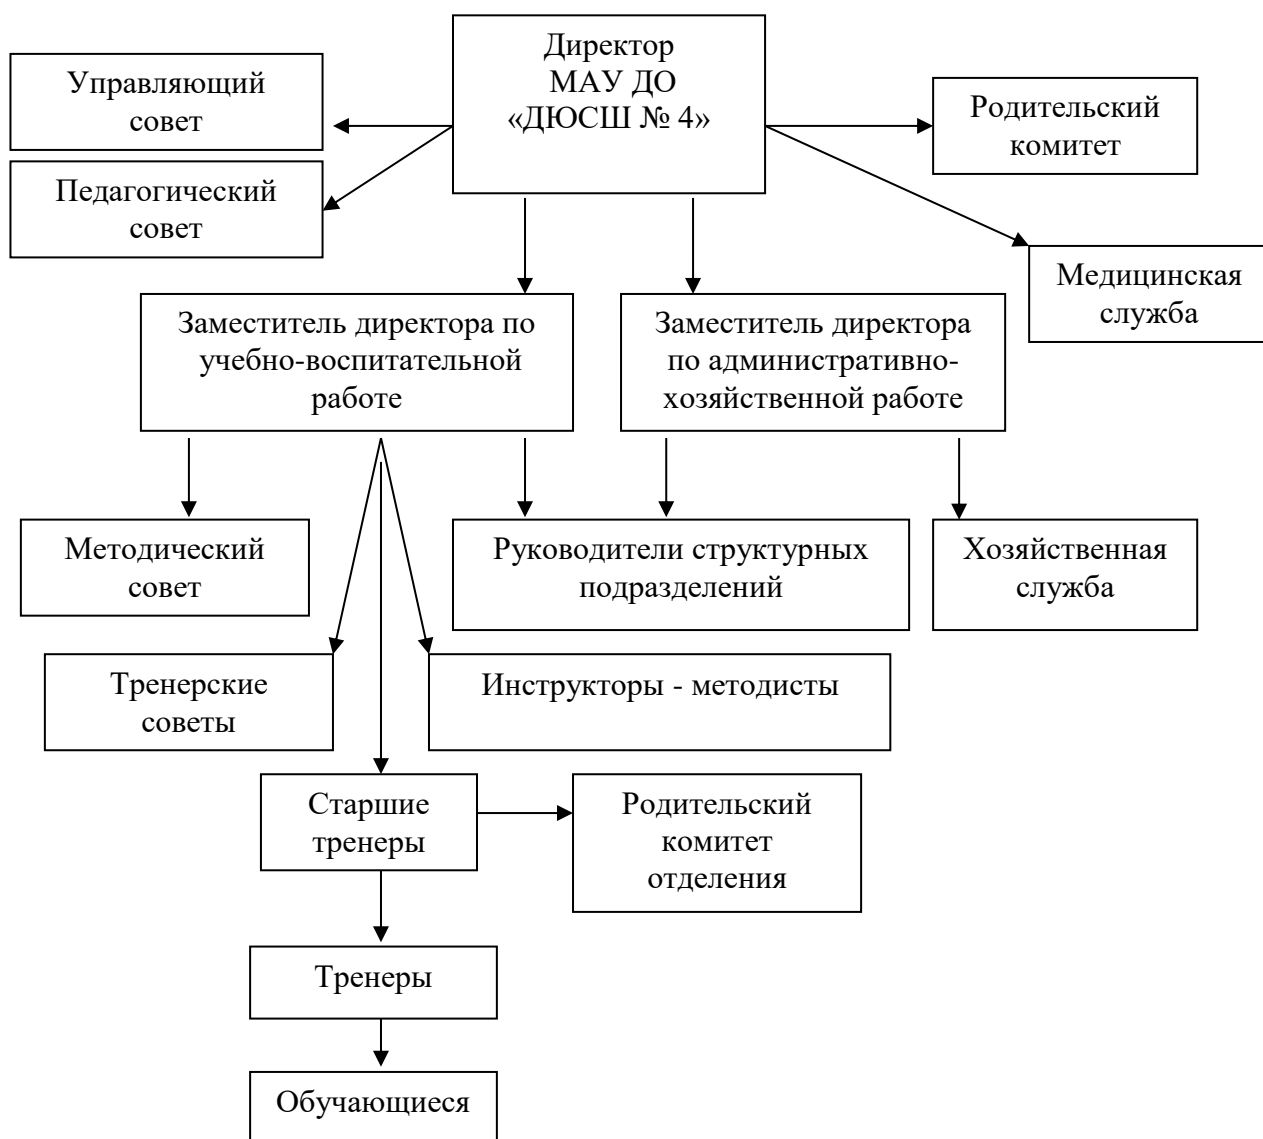 Директор
МАУ ДО
«ДЮСШ № 4»
Управляющий
совет
Родительский
комитет
Педагогический
совет
Медицинская
служба
Заместитель директора по
учебно-воспитательной
работе
Заместитель директора
по административно-
хозяйственной работе
Методический
совет
Руководители структурных
подразделений
Хозяйственная
служба
Тренерские
советы
Инструкторы - методисты
Старшие
тренеры
Родительский
комитет
отделения
Тренеры
Обучающиеся